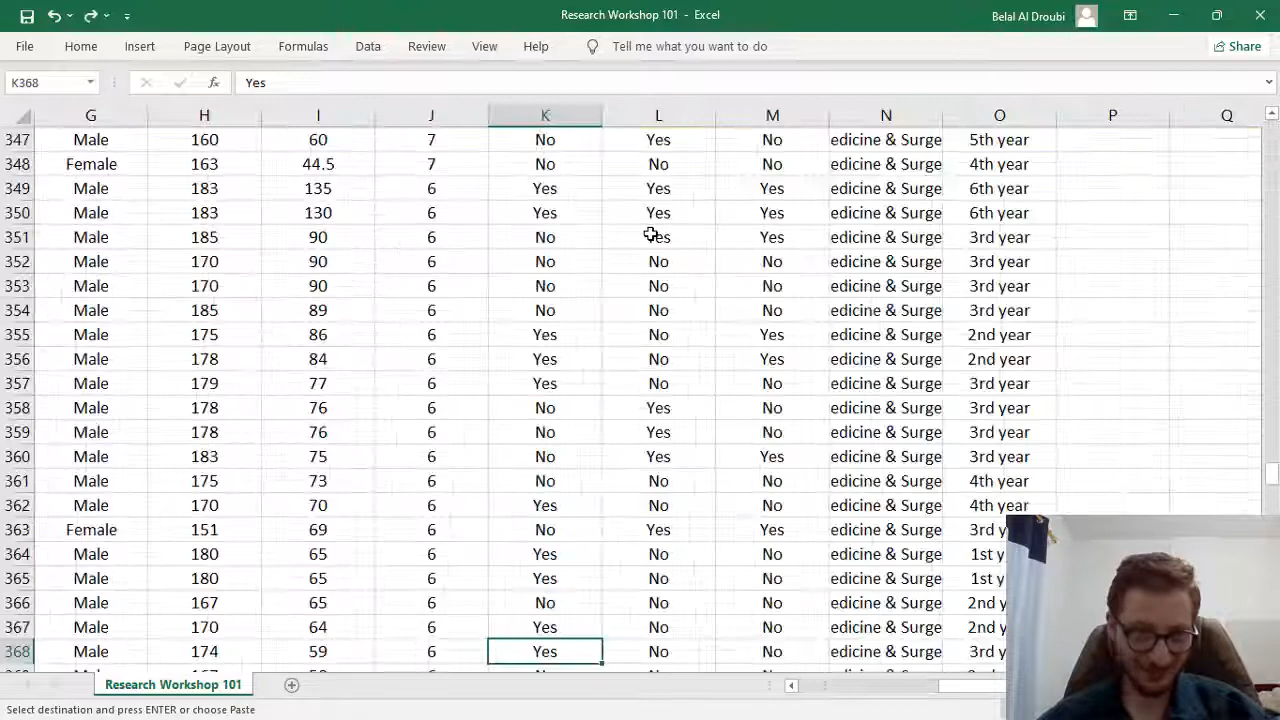 Research Workshop 101 - Excel
Belal Al Droubi
File Home Insert Page Layout Formulas Data Review View Help Tell me what you want to do Share
K368 fx Yes
G H I J K L M N O P Q
347 Male 160 60 7 No Yes No edicine & Surge 5th year
348 Female 163 44.5 7 No No No edicine & Surge 4th year
349 Male 183 135 6 Yes Yes Yes edicine & Surge 6th year
350 Male 183 130 6 Yes Yes Yes edicine & Surge 6th year
351 Male 185 90 6 No Yes Yes edicine & Surge 3rd year
352 Male 170 90 6 No No No edicine & Surge 3rd year
353 Male 170 90 6 No No No edicine & Surge 3rd year
354 Male 185 89 6 No No No edicine & Surge 3rd year
355 Male 175 86 6 Yes No Yes edicine & Surge 2nd year
356 Male 178 84 6 Yes No Yes edicine & Surge 2nd year
357 Male 179 77 6 Yes No No edicine & Surge 3rd year
358 Male 178 76 6 No Yes No edicine & Surge 3rd year
359 Male 178 76 6 No Yes No edicine & Surge 3rd year
360 Male 183 75 6 No Yes Yes edicine & Surge 3rd year
361 Male 175 73 6 No No No edicine & Surge 4th year
362 Male 170 70 6 Yes No No edicine & Surge 4th year
363 Female 151 69 6 No Yes Yes edicine & Surge 3rd y
364 Male 180 65 6 Yes No No edicine & Surge 1st y
365 Male 180 65 6 Yes No No edicine & Surge 1st y
366 Male 167 65 6 No No No edicine & Surge 2nd y
367 Male 170 64 6 Yes No No edicine & Surge 2nd y
368 Male 174 59 6 Yes No No edicine & Surge 3rd y
Research Workshop 101
Select destination and press ENTER or choose Paste